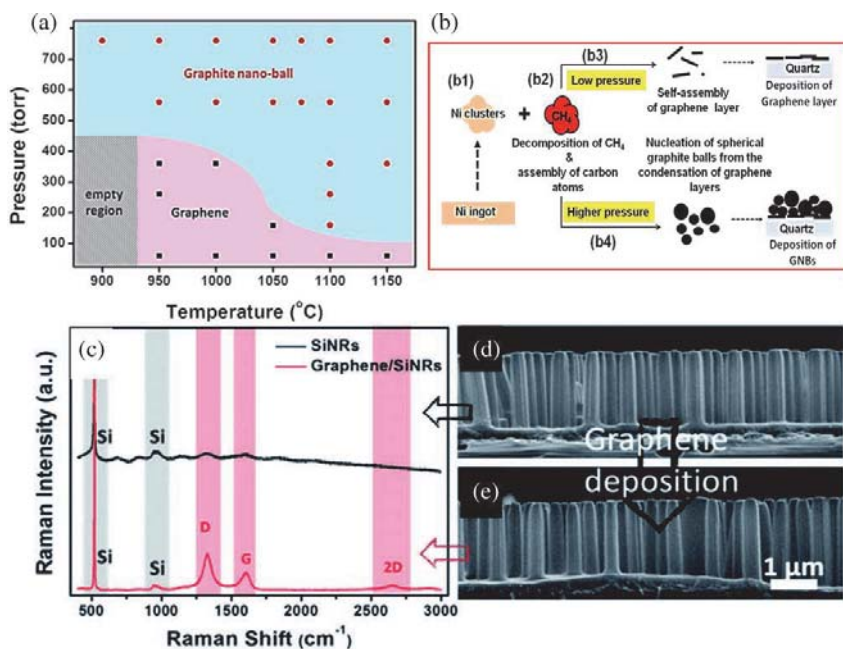 (a)
Pressure (torr)
700
600
500
400
300
200
100
Graphite nano-ball
empty
region
Graphene
900 950 1000 1050 1100 1150
Temperature (°C)
(b)
(b1)
Ni clusters
+
(b2)
CH4
(b3)
Low pressure
Self-assembly
of graphene layer
Quartz
Deposition of
Graphene layer
Decomposition of CH4
&
assembly of carbon
atoms
Nucleation of spherical
graphite balls from the
condensation of graphene
layers
Ni ingot
Higher pressure
(b4)
Quartz
Deposition of
GNBs
(c)
SiNRs
Graphene/SiNRs
Raman Intensity (a.u.)
Si Si
Si Si D G 2D
500 1000 1500 2000 2500 3000
Raman Shift (cm-1)
(d)
Graphene
deposition
(e)
1 μm